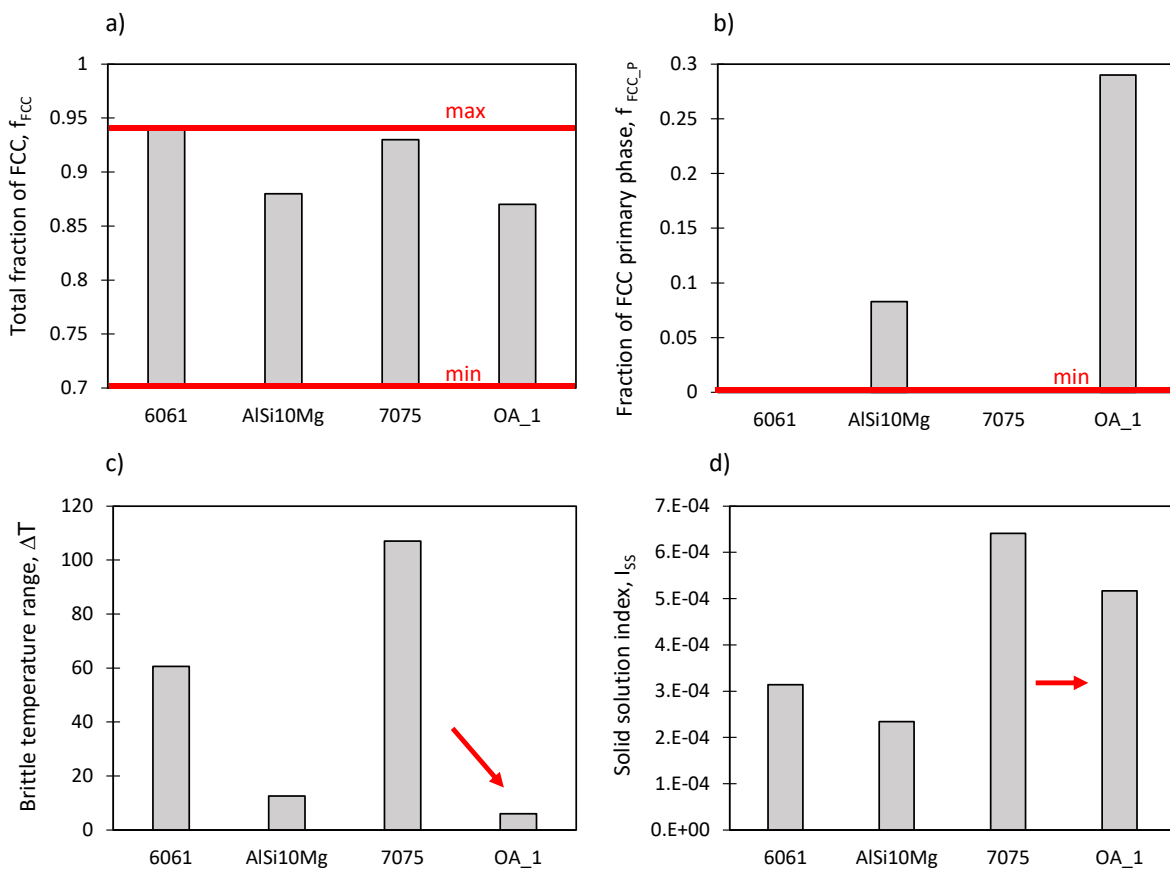 a)
Total fraction of FCC, fFCC
1
0.95
0.9
0.85
0.8
0.75
0.7
max
min
6061 AlSi10Mg 7075 OA_1
b)
Fraction of FCC primary phase, f FCC_P
0.3
0.25
0.2
0.15
0.1
0.05
0
min
6061 AlSi10Mg 7075 OA_1
c)
Brittle temperature range, ΔT
120
100
80
60
40
20
0
6061 AlSi10Mg 7075 OA_1
d)
Solid solution index, ISS
7.E-04
6.E-04
5.E-04
4.E-04
3.E-04
2.E-04
1.E-04
0.E+00
6061 AlSi10Mg 7075 OA_1